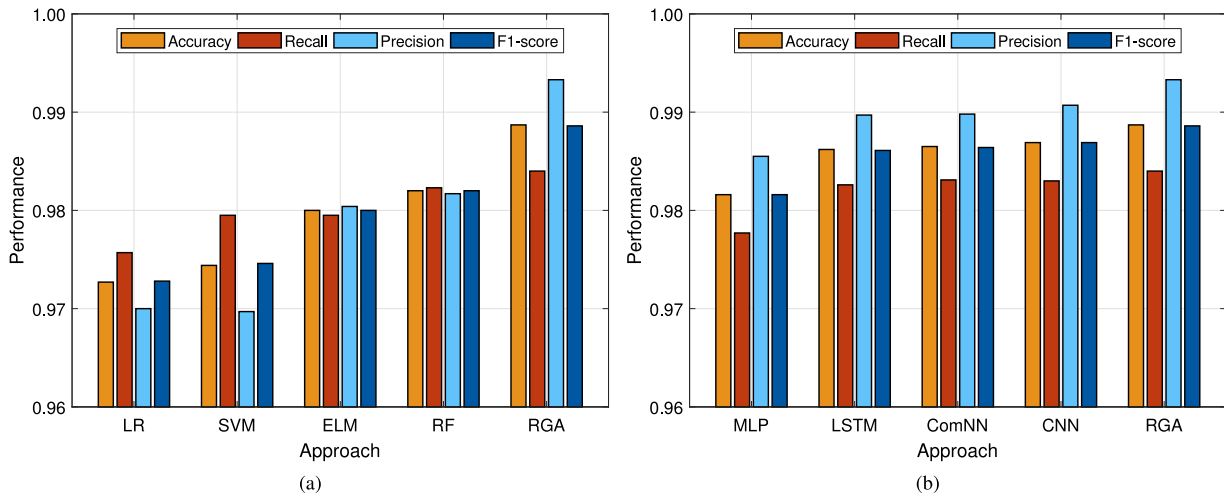 1.00
Accuracy Recall Precision F1-score
0.99
0.98
0.97
0.96
Performance
LR SVM ELM RF RGA
Approach
(a)
1.00
Accuracy Recall Precision F1-score
0.99
0.98
0.97
0.96
Performance
MLP LSTM ComNN CNN RGA
Approach
(b)